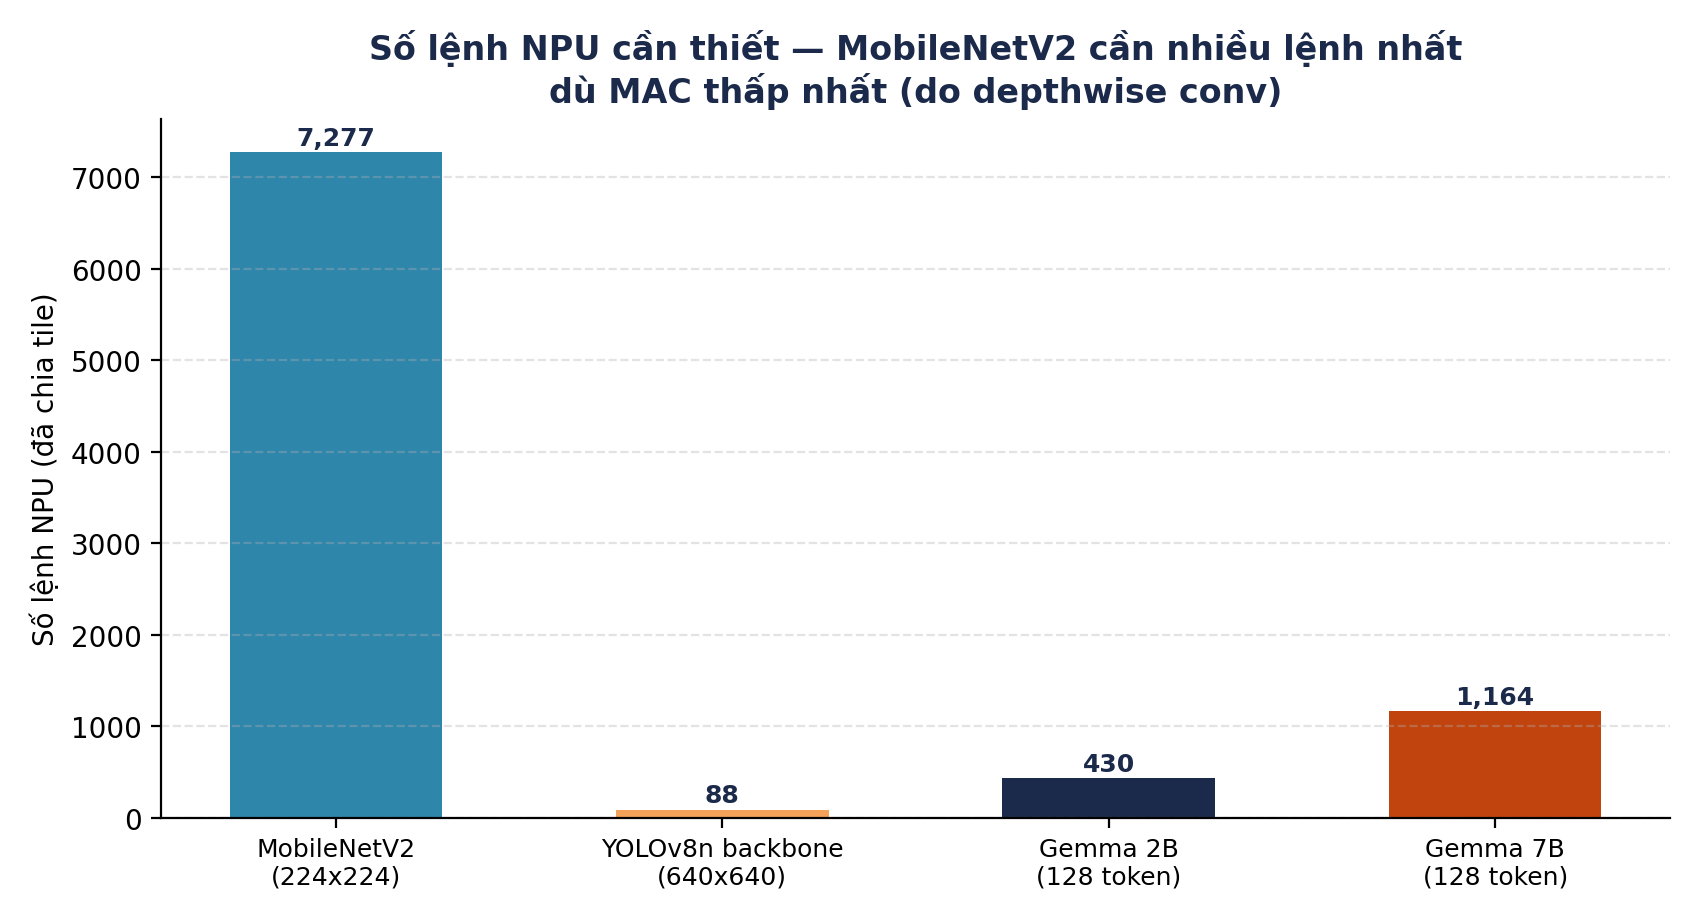 Số lệnh NPU cần thiết — MobileNetV2 cần nhiều lệnh nhất
dù MAC thấp nhất (do depthwise conv)
Số lệnh NPU (đã chia tile)
7000
6000
5000
4000
3000
2000
1000
0
7,277
88
430
1,164
MobileNetV2
(224x224)
YOLOv8n backbone
(640x640)
Gemma 2B
(128 token)
Gemma 7B
(128 token)